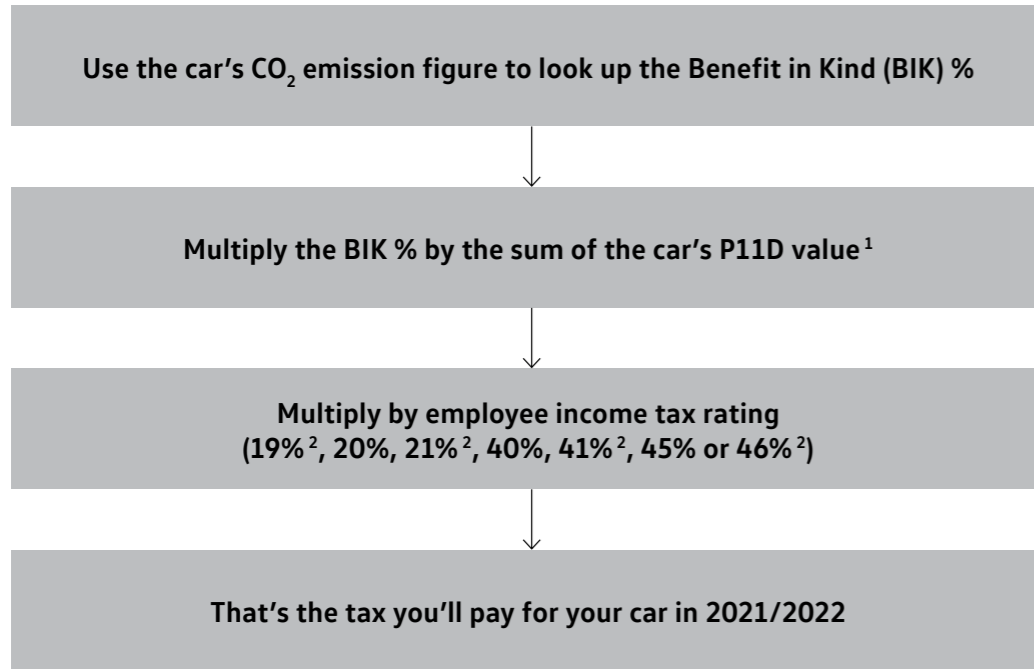 Use the car's CO₂ emission figure to look up the Benefit in Kind (BIK) %
Multiply the BIK % by the sum of the car's P11D value ¹
Multiply by employee income tax rating
(19% ², 20%, 21% ², 40%, 41% ², 45% or 46% ²)
That's the tax you'll pay for your car in 2021/2022